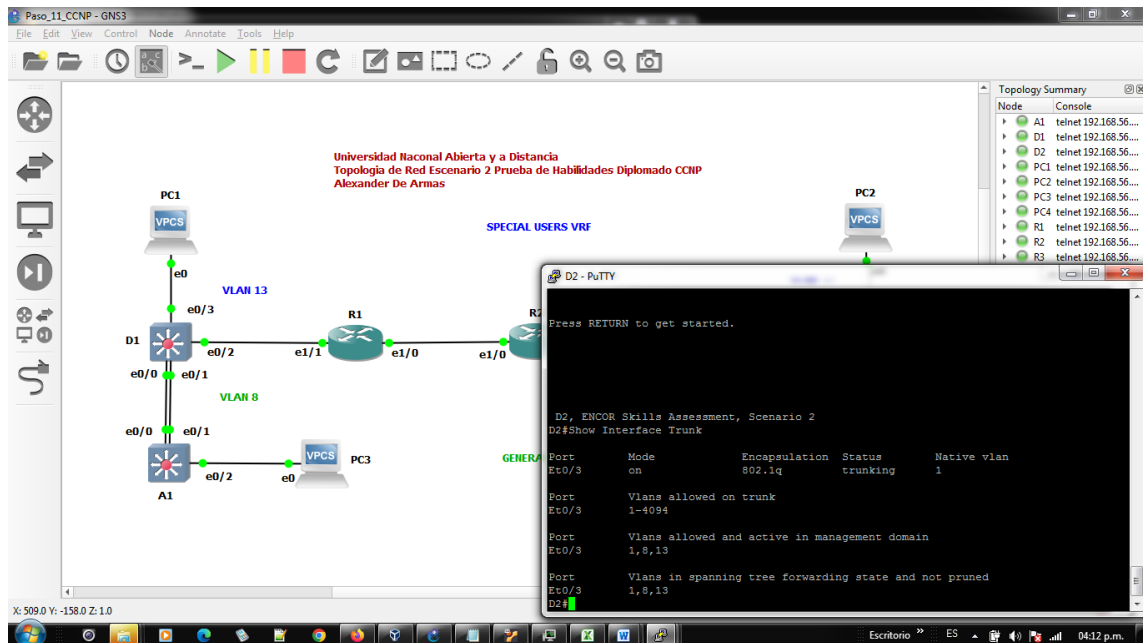 Paso_11_CCNP - GNS3
File Edit View Control Node Annotate Tools Help
Topology Summary
Node Console
A1 telnet 192.168.56....
D1 telnet 192.168.56....
D2 telnet 192.168.56....
PC1 telnet 192.168.56....
PC2 telnet 192.168.56....
PC3 telnet 192.168.56....
PC4 telnet 192.168.56....
R1 telnet 192.168.56....
R2 telnet 192.168.56....
R3 telnet 192.168.56....
Universidad Naconal Abierta y a Distancia
Topologia de Red Escenario 2 Prueba de Habilidades Diplomado CCNP
Alexander De Armas
PC1
VPCS
e0
SPECIAL USERS VRF
PC2
VPCS
VLAN 13
e0/3
D1
e0/2
e1/1
R1
e1/0
e1/0
R2
e0/0 e0/1
VLAN 8
e0/0 e0/1
A1
e0/2
e0
VPCS
PC3
GENERA
D2 - PuTTY
Press RETURN to get started.
D2, ENCOR Skills Assessment, Scenario 2
D2#Show Interface Trunk
Port Mode Encapsulation Status Native vlan
Et0/3 on 802.1q trunking 1
Port Vlans allowed on trunk
Et0/3 1-4094
Port Vlans allowed and active in management domain
Et0/3 1,8,13
Port Vlans in spanning tree forwarding state and not pruned
Et0/3 1,8,13
D2#
X: 509.0 Y: -158.0 Z: 1.0
Escritorio » ES 04:12 p.m.